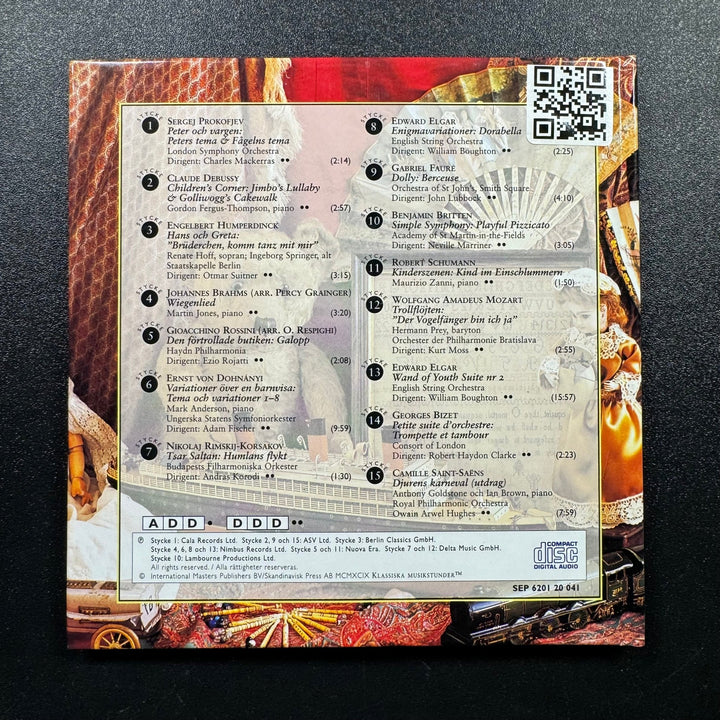 STYCKE
1
SERGEJ PROKOFJEV
Peter och vargen:
Peters tema & Fågelns tema
London Symphony Orchestra
Dirigent: Charles Mackerras •• (2:14)
STYCKE
2
CLAUDE DEBUSSY
Children's Corner: Jimbo's Lullaby
& Golliwogg's Cakewalk
Gordon Fergus-Thompson, piano •• (2:57)
STYCKE
3
ENGELBERT HUMPERDINCK
Hans och Greta:
"Brüderchen, komm tanz mit mir"
Renate Hoff, sopran; Ingeborg Springer, alt
Staatskapelle Berlin
Dirigent: Otmar Suitner •• (3:15)
STYCKE
4
JOHANNES BRAHMS (ARR. PERCY GRAINGER)
Wiegenlied
Martin Jones, piano •• (3:20)
STYCKE
5
GIOACCHINO ROSSINI (ARR. O. RESPIGHI)
Den förtrollade butiken: Galopp
Haydn Philharmonia
Dirigent: Ezio Rojatti •• (2:08)
STYCKE
6
ERNST VON DOHNÁNYI
Variationer över en barnvisa:
Tema och variationer 1–8
Mark Anderson, piano
Ungerska Statens Symfoniorkester
Dirigent: Adam Fischer •• (9:59)
STYCKE
7
NIKOLAJ RIMSKIJ-KORSAKOV
Tsar Saltan: Humlans flykt
Budapests Filharmoniska Orkester
Dirigent: Andras Korodi • (1:30)
STYCKE
8
EDWARD ELGAR
Enigmavariationer: Dorabella
English String Orchestra
Dirigent: William Boughton •• (2:25)
STYCKE
9
GABRIEL FAURÉ
Dolly: Berceuse
Orchestra of St John's, Smith Square
Dirigent: John Lubbock •• (4:10)
STYCKE
10
BENJAMIN BRITTEN
Simple Symphony: Playful Pizzicato
Academy of St Martin-in-the-Fields
Dirigent: Neville Marriner •• (3:05)
STYCKE
11
ROBERT SCHUMANN
Kinderszenen: Kind im Einschlummern
Maurizio Zanni, piano •• (1:50)
STYCKE
12
WOLFGANG AMADEUS MOZART
Trollflöjten:
"Der Vogelfänger bin ich ja"
Hermann Prey, baryton
Orchester der Philharmonie Bratislava
Dirigent: Kurt Moss •• (2:55)
STYCKE
13
EDWARD ELGAR
Wand of Youth Suite nr 2
English String Orchestra
Dirigent: William Boughton •• (15:57)
STYCKE
14
GEORGES BIZET
Petite suite d'orchestre:
Trompette et tambour
Consort of London
Dirigent: Robert Haydon Clarke •• (2:23)
STYCKE
15
CAMILLE SAINT-SAËNS
Djurens karneval (utdrag)
Anthony Goldstone och Ian Brown, piano
Royal Philharmonic Orchestra
Owain Arwel Hughes •• (7:59)
A D D • D D D ••
℗ Stycke 1: Cala Records Ltd. Stycke 2, 9 och 15: ASV Ltd. Stycke 3: Berlin Classics GmbH.
Stycke 4, 6, 8 och 13: Nimbus Records Ltd. Stycke 5 och 11: Nuova Era. Stycke 7 och 12: Delta Music GmbH.
Stycke 10: Lambourne Productions Ltd.
All rights reserved. / Alla rättigheter reserveras.
© International Masters Publishers BV/Skandinavisk Press AB MCMXCIX KLASSISKA MUSIKSTUNDER™
COMPACT
disc
DIGITAL AUDIO
SEP 6201 20 041